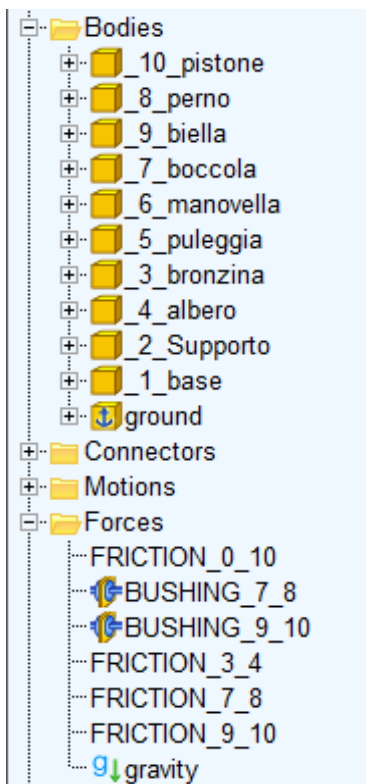 Bodies
_10_pistone
_8_perno
_9_biella
_7_boccola
_6_manovella
_5_puleggia
_3_bronzina
_4_albero
_2_Supporto
_1_base
ground
Connectors
Motions
Forces
FRICTION_0_10
BUSHING_7_8
BUSHING_9_10
FRICTION_3_4
FRICTION_7_8
FRICTION_9_10
g gravity